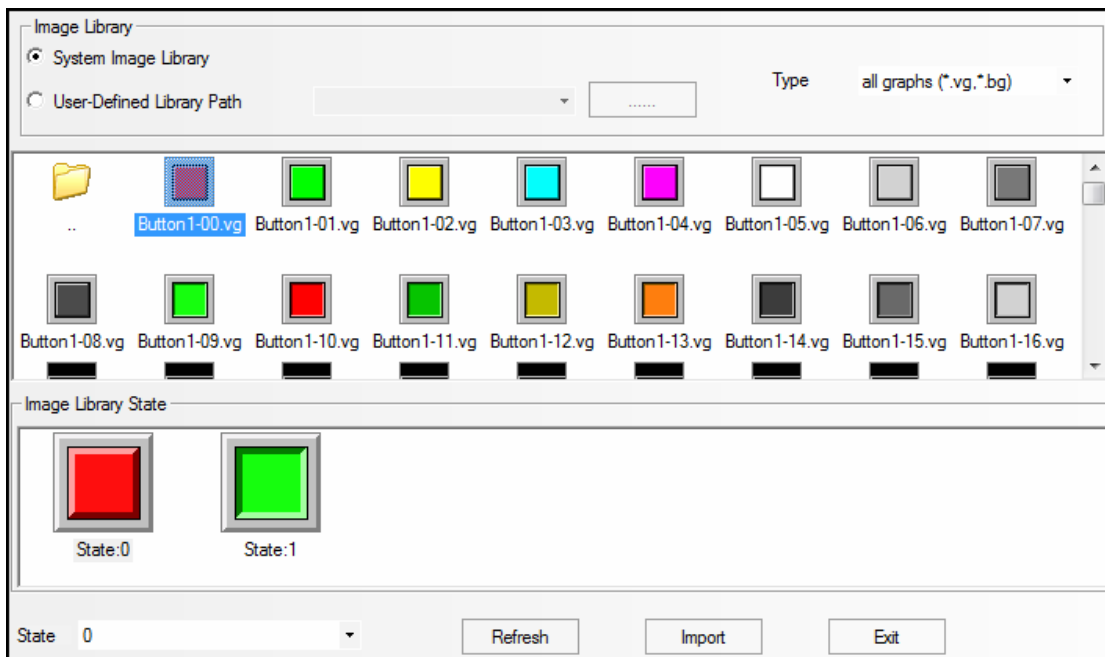 Image Library
System Image Library
User-Defined Library Path
......
Type
all graphs (*.vg,*.bg)
..
Button1-00.vg
Button1-01.vg
Button1-02.vg
Button1-03.vg
Button1-04.vg
Button1-05.vg
Button1-06.vg
Button1-07.vg
Button1-08.vg
Button1-09.vg
Button1-10.vg
Button1-11.vg
Button1-12.vg
Button1-13.vg
Button1-14.vg
Button1-15.vg
Button1-16.vg
Image Library State
State:0
State:1
State
0
Refresh
Import
Exit